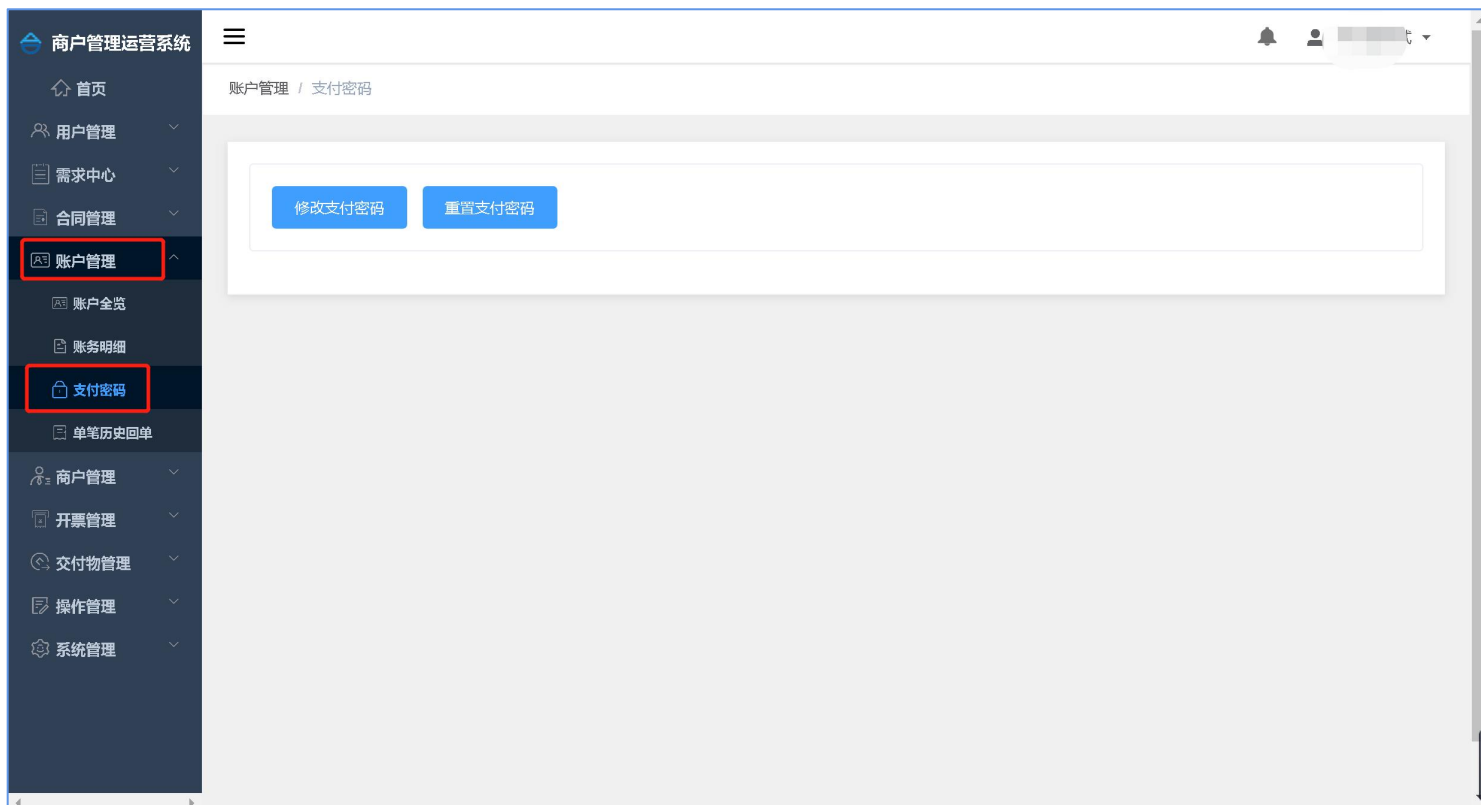 商户管理运营系统
首页
用户管理
需求中心
合同管理
账户管理
账户全览
账务明细
支付密码
单笔历史回单
商户管理
开票管理
交付物管理
操作管理
系统管理
账户管理 / 支付密码
修改支付密码
重置支付密码